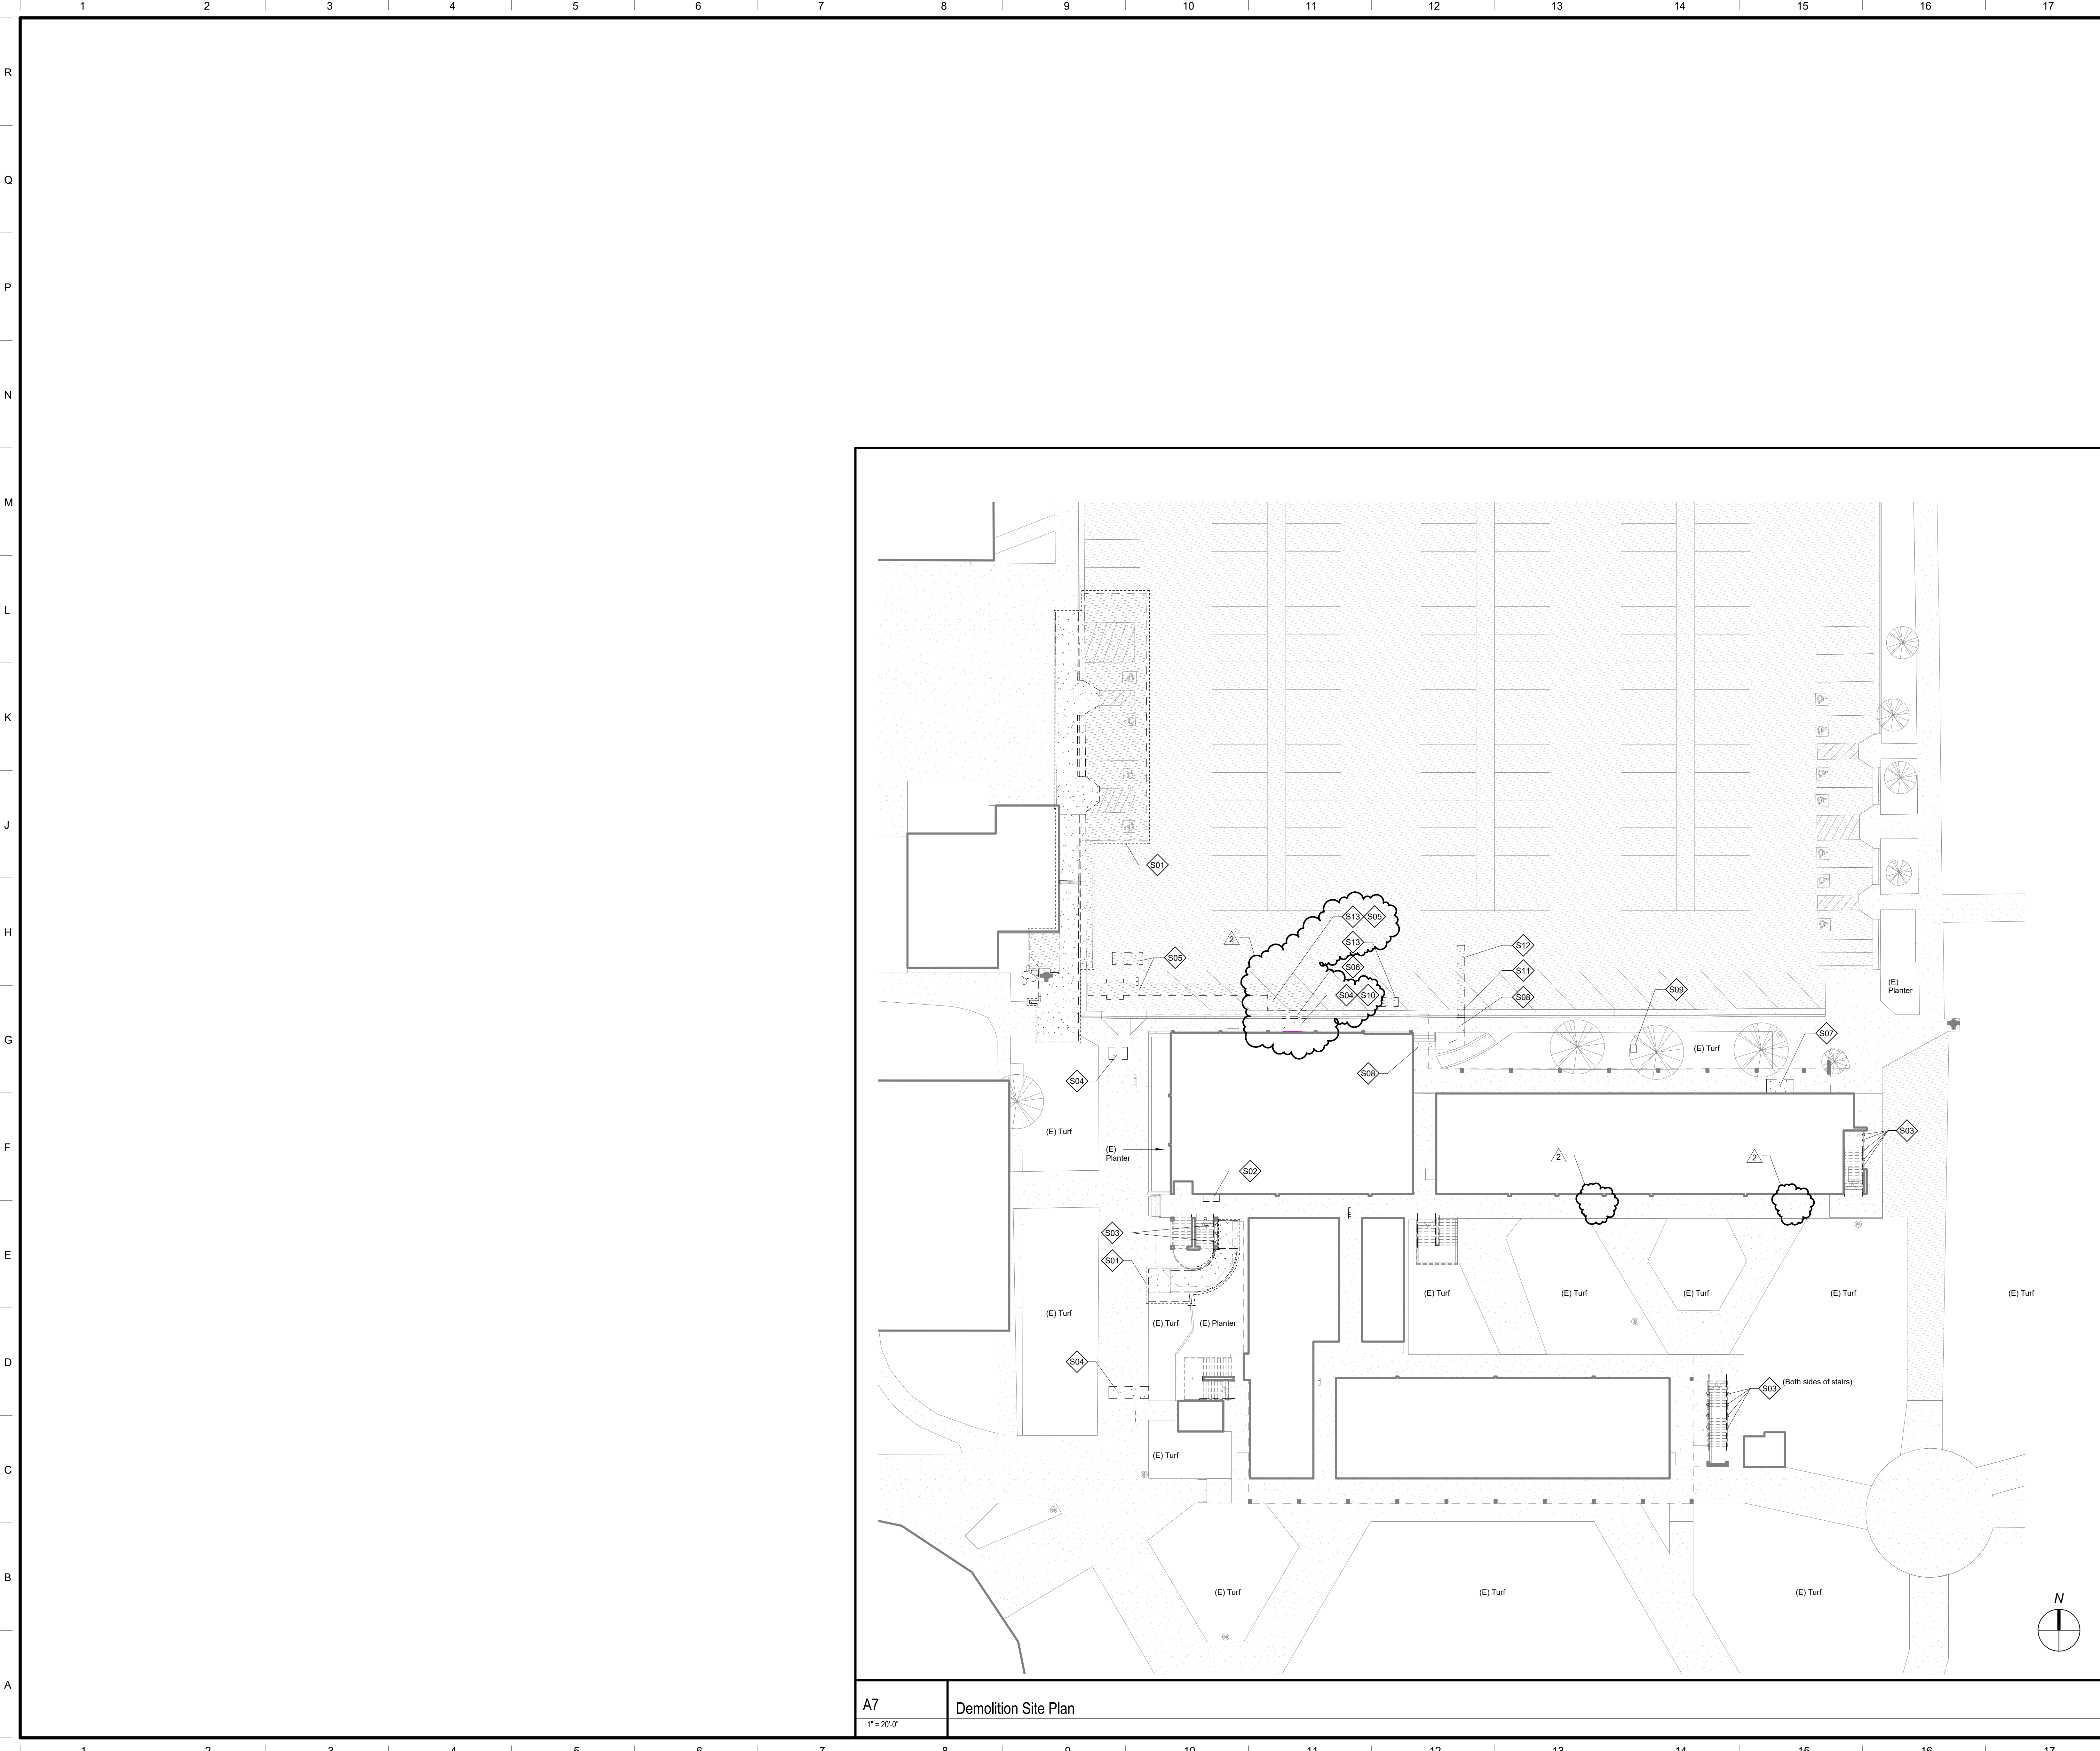 1 2 3 4 5 6 7 8 9 10 11 12 13 14 15 16 17
R
Q
P
N
M
L
K
J
S01
H
S13 S05
2
S13
S12
S05
S06
S11
(E)
Planter
S09
S04 S10
S08
G
S07
(E) Turf
S08
S04
F
(E) Turf
S03
(E)
Planter
2
2
S02
E
S03
S01
(E) Turf
(E) Turf
(E) Turf
(E) Turf
(E) Turf
(E) Turf
(E) Turf
(E) Planter
D
S04
(Both sides of stairs)
S03
C
(E) Turf
B
(E) Turf
(E) Turf
(E) Turf
N
A
A7
Demolition Site Plan
1" = 20'-0"
1 2 3 4 5 6 7 8 9 10 11 12 13 14 15 16 17